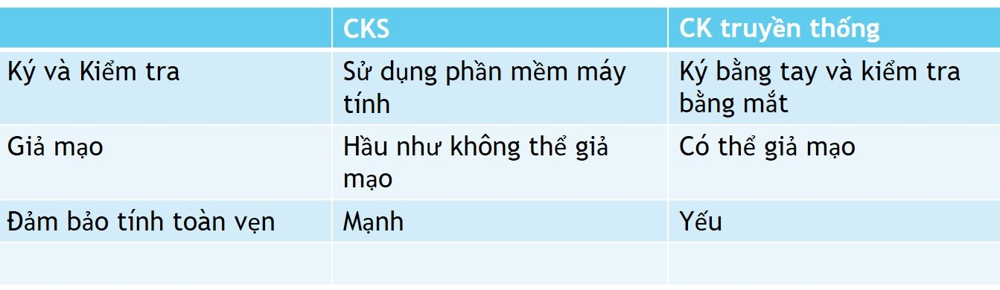 CKS
CK truyền thống
Ký và Kiểm tra
Sử dụng phần mềm máy
tính
Ký bằng tay và kiểm tra
bằng mắt
Giả mạo
Hầu như không thể giả
mạo
Có thể giả mạo
Đảm bảo tính toàn vẹn
Mạnh
Yếu